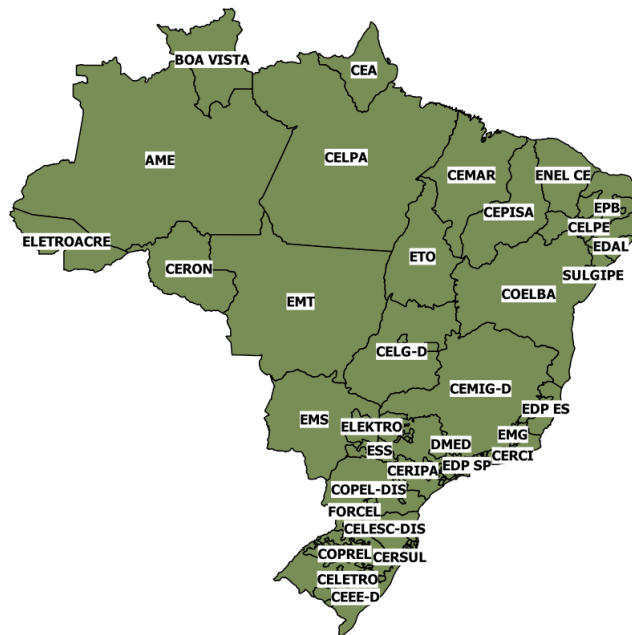 BOA VISTA
CEA
AME
CELPA
CEMAR
ENEL CE
CEPISA
EPB
CELPE
EDAL
ELETROACRE
CERON
ETO
SULGIPE
COELBA
EMT
CELG-D
CEMIG-D
EDP ES
EMS
ELEKTRO
EMG
DMED
ESS
CERCI
CERIPA
EDP SP
COPEL-DIS
FORCEL
CELESC-DIS
COPREL
CERSUL
CELETRO
CEEE-D